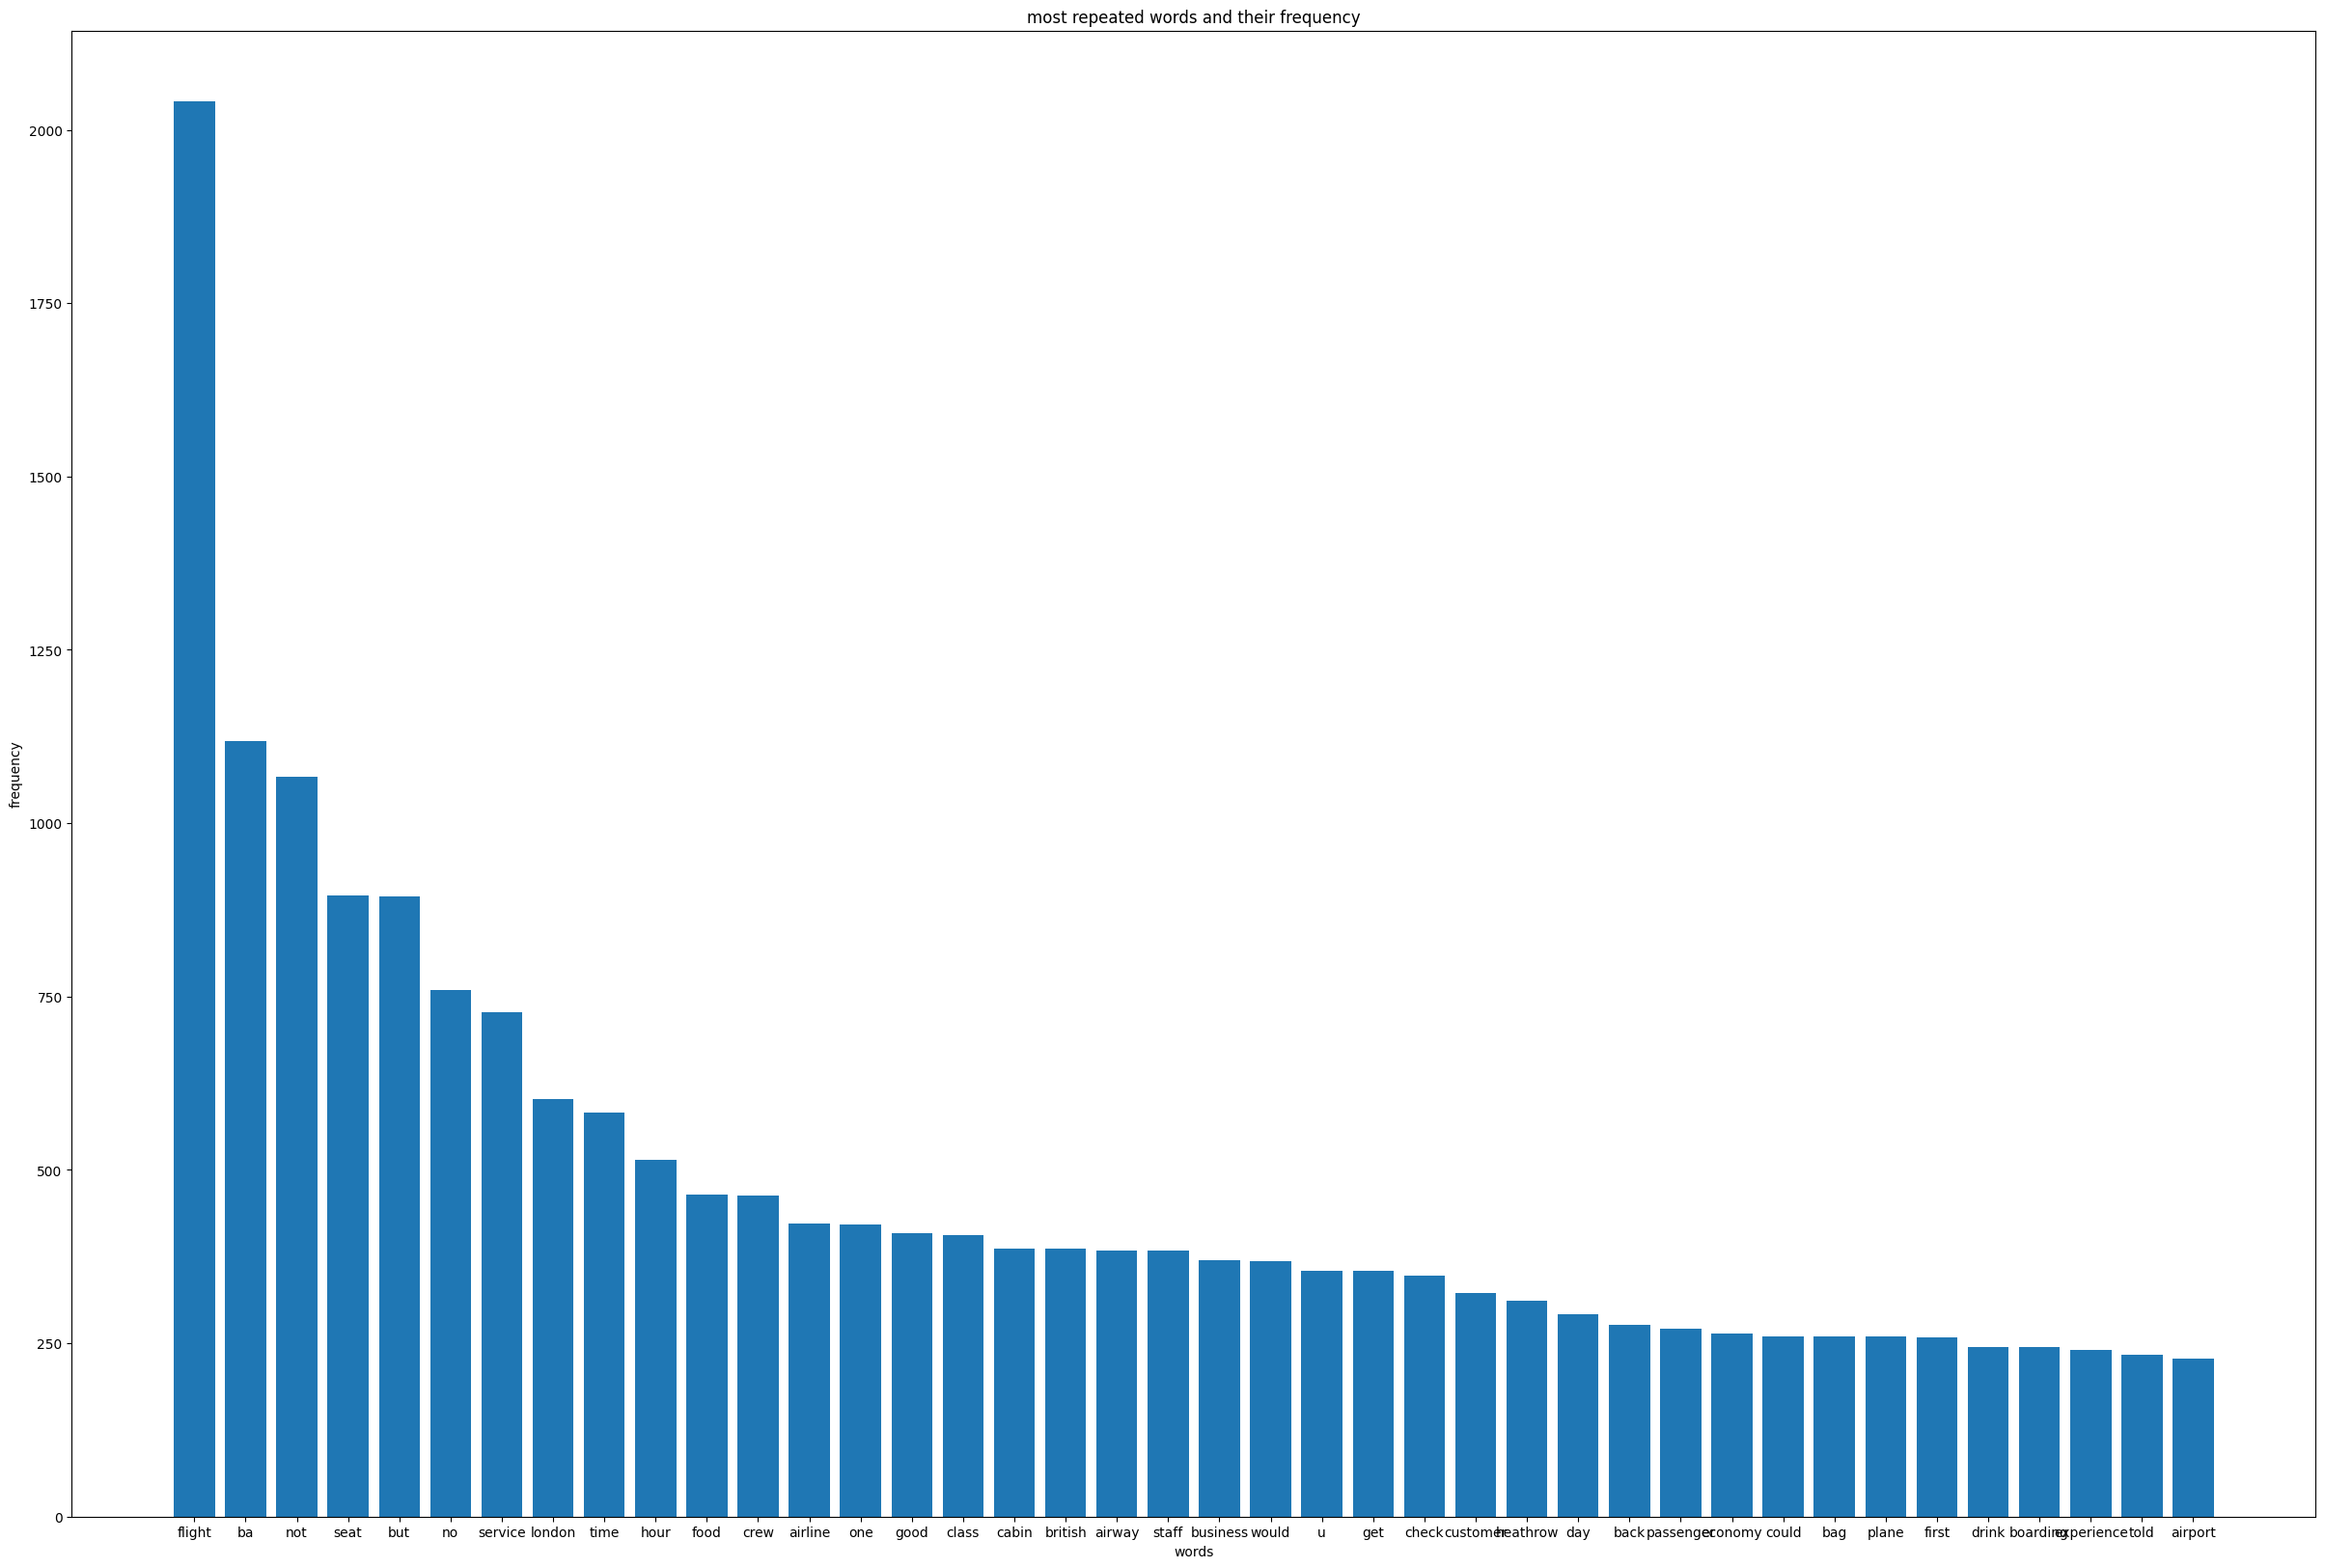 most repeated words and their frequency
frequency
2000
1750
1500
1250
1000
750
500
250
0
flight ba not seat but no service london time hour food crew airline one good class cabin british airway staff business would u get check customer heathrow day back passenger economy could bag plane first drink boarding experience told airport
words